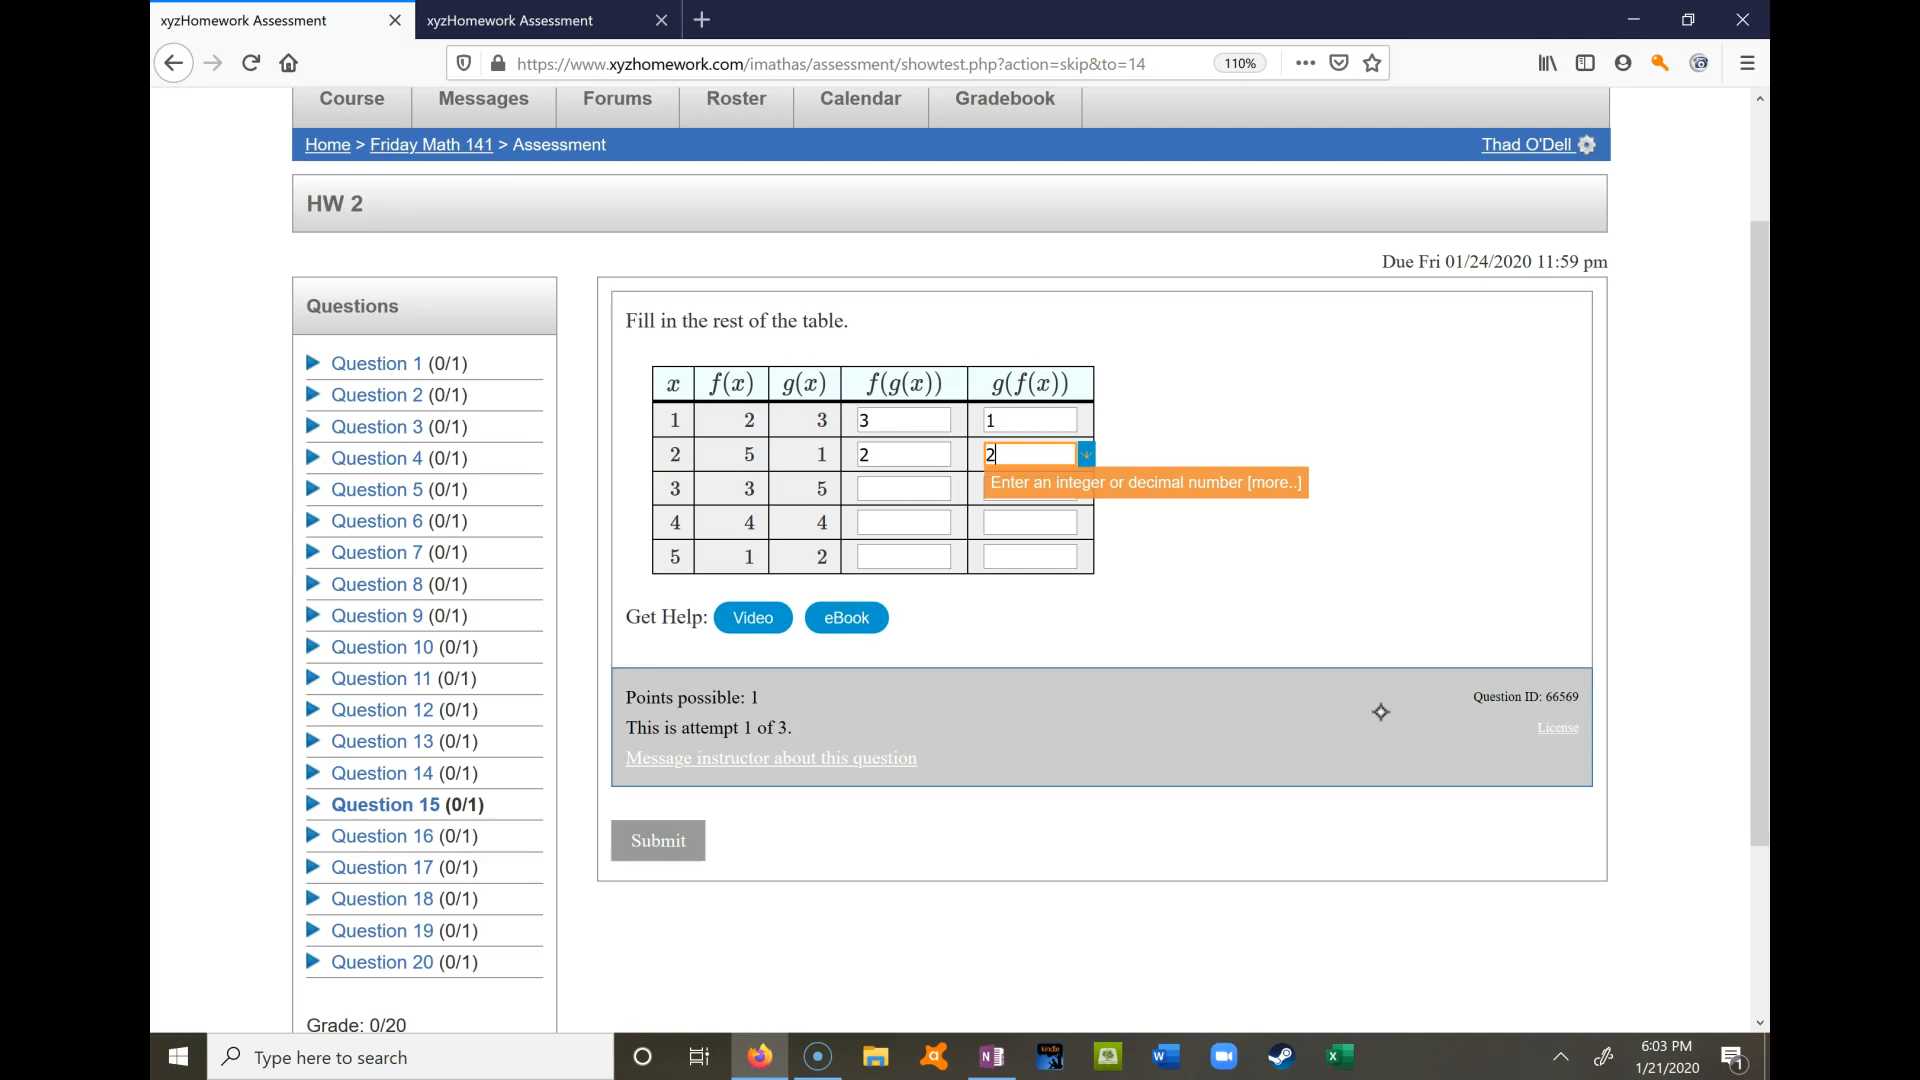 xyzHomework Assessment
xyzHomework Assessment
https://www.xyzhomework.com/imathas/assessment/showtest.php?action=skip&to=14
110%
Course Messages Forums Roster Calendar Gradebook
Home > Friday Math 141 > Assessment
Thad O'Dell
HW 2
Due Fri 01/24/2020 11:59 pm
Questions
Question 1 (0/1)
Question 2 (0/1)
Question 3 (0/1)
Question 4 (0/1)
Question 5 (0/1)
Question 6 (0/1)
Question 7 (0/1)
Question 8 (0/1)
Question 9 (0/1)
Question 10 (0/1)
Question 11 (0/1)
Question 12 (0/1)
Question 13 (0/1)
Question 14 (0/1)
Question 15 (0/1)
Question 16 (0/1)
Question 17 (0/1)
Question 18 (0/1)
Question 19 (0/1)
Question 20 (0/1)
Grade: 0/20
Fill in the rest of the table.
x f(x) g(x) f(g(x)) g(f(x))
1 2 3 3 1
2 5 1 2 2
Enter an integer or decimal number [more..]
3 3 5
4 4 4
5 1 2
Get Help: Video eBook
Points possible: 1
Question ID: 66569
This is attempt 1 of 3.
License
Message instructor about this question
Submit
Type here to search
kindle
6:03 PM
1/21/2020
1